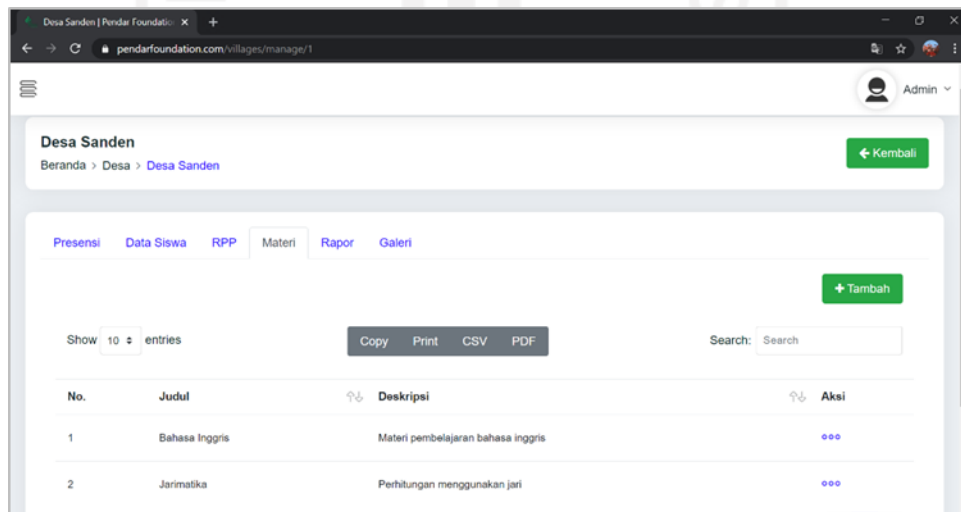 Desa Sanden | Pendar Foundation
pendarfoundation.com/villages/manage/1
Admin
Desa Sanden
Beranda > Desa > Desa Sanden
Kembali
Presensi Data Siswa RPP Materi Rapor Galeri
+ Tambah
Show 10 entries Copy Print CSV PDF Search: Search
No. Judul Deskripsi Aksi
1 Bahasa Inggris Materi pembelajaran bahasa inggris
2 Jarimatika Perhitungan menggunakan jari